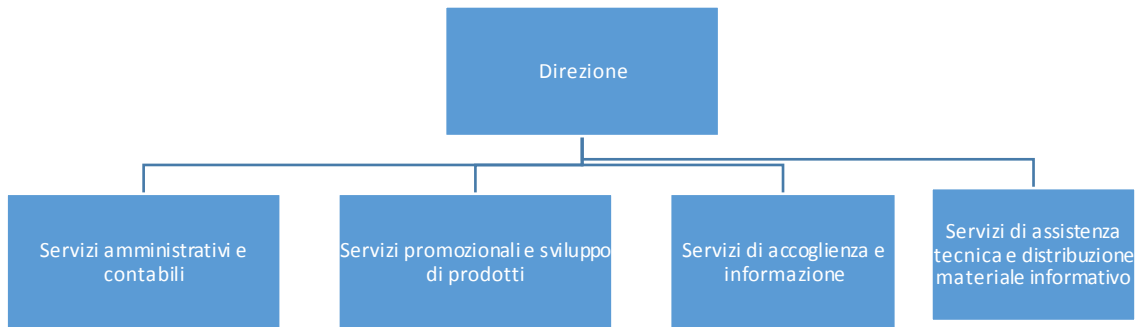 Direzione
Servizi amministrativi e
contabili
Servizi promozionali e sviluppo
di prodotti
Servizi di accoglienza e
informazione
Servizi di assistenza
tecnica e distribuzione
materiale informativo